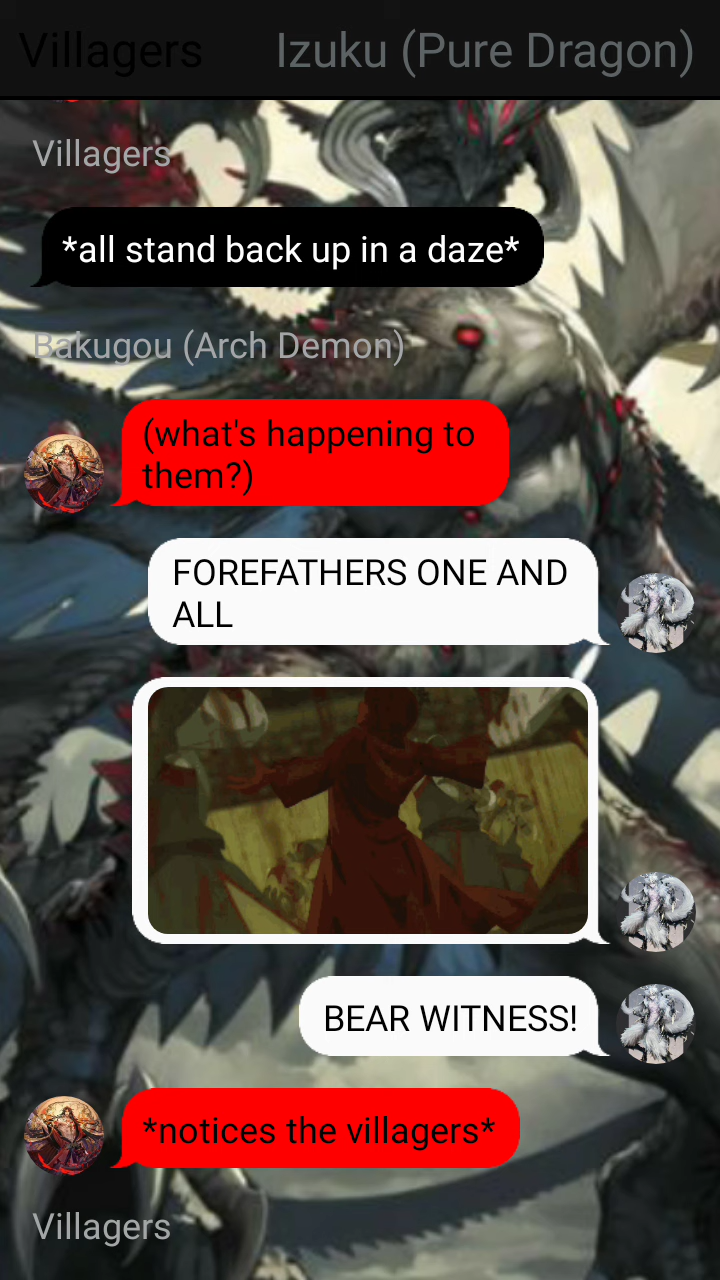 Villagers Izuku (Pure Dragon)
Villagers
*all stand back up in a daze*
Bakugou (Arch Demon)
(what's happening to
them?)
FOREFATHERS ONE AND
ALL
BEAR WITNESS!
*notices the villagers*
Villagers